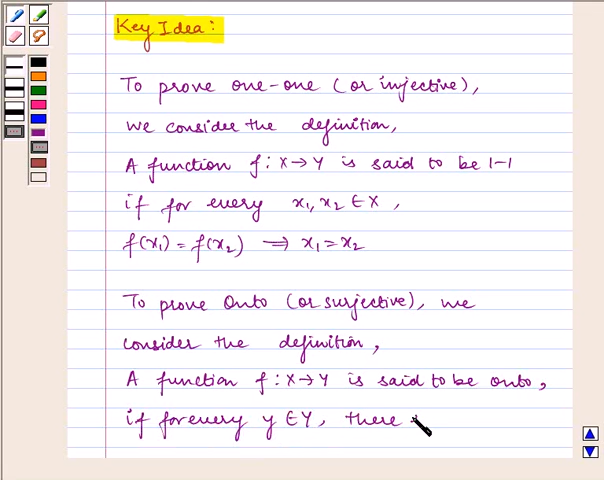 Key Idea:
To prove one-one (or injective),
we consider the definition,
A function f: X→Y is said to be 1-1
if for every x₁, x₂ ∈ X,
f(x₁) = f(x₂) ⟹ x₁ = x₂
To prove Onto (or surjective), we
consider the definition,
A function f: X→Y is said to be onto,
if for every y ∈ Y, there